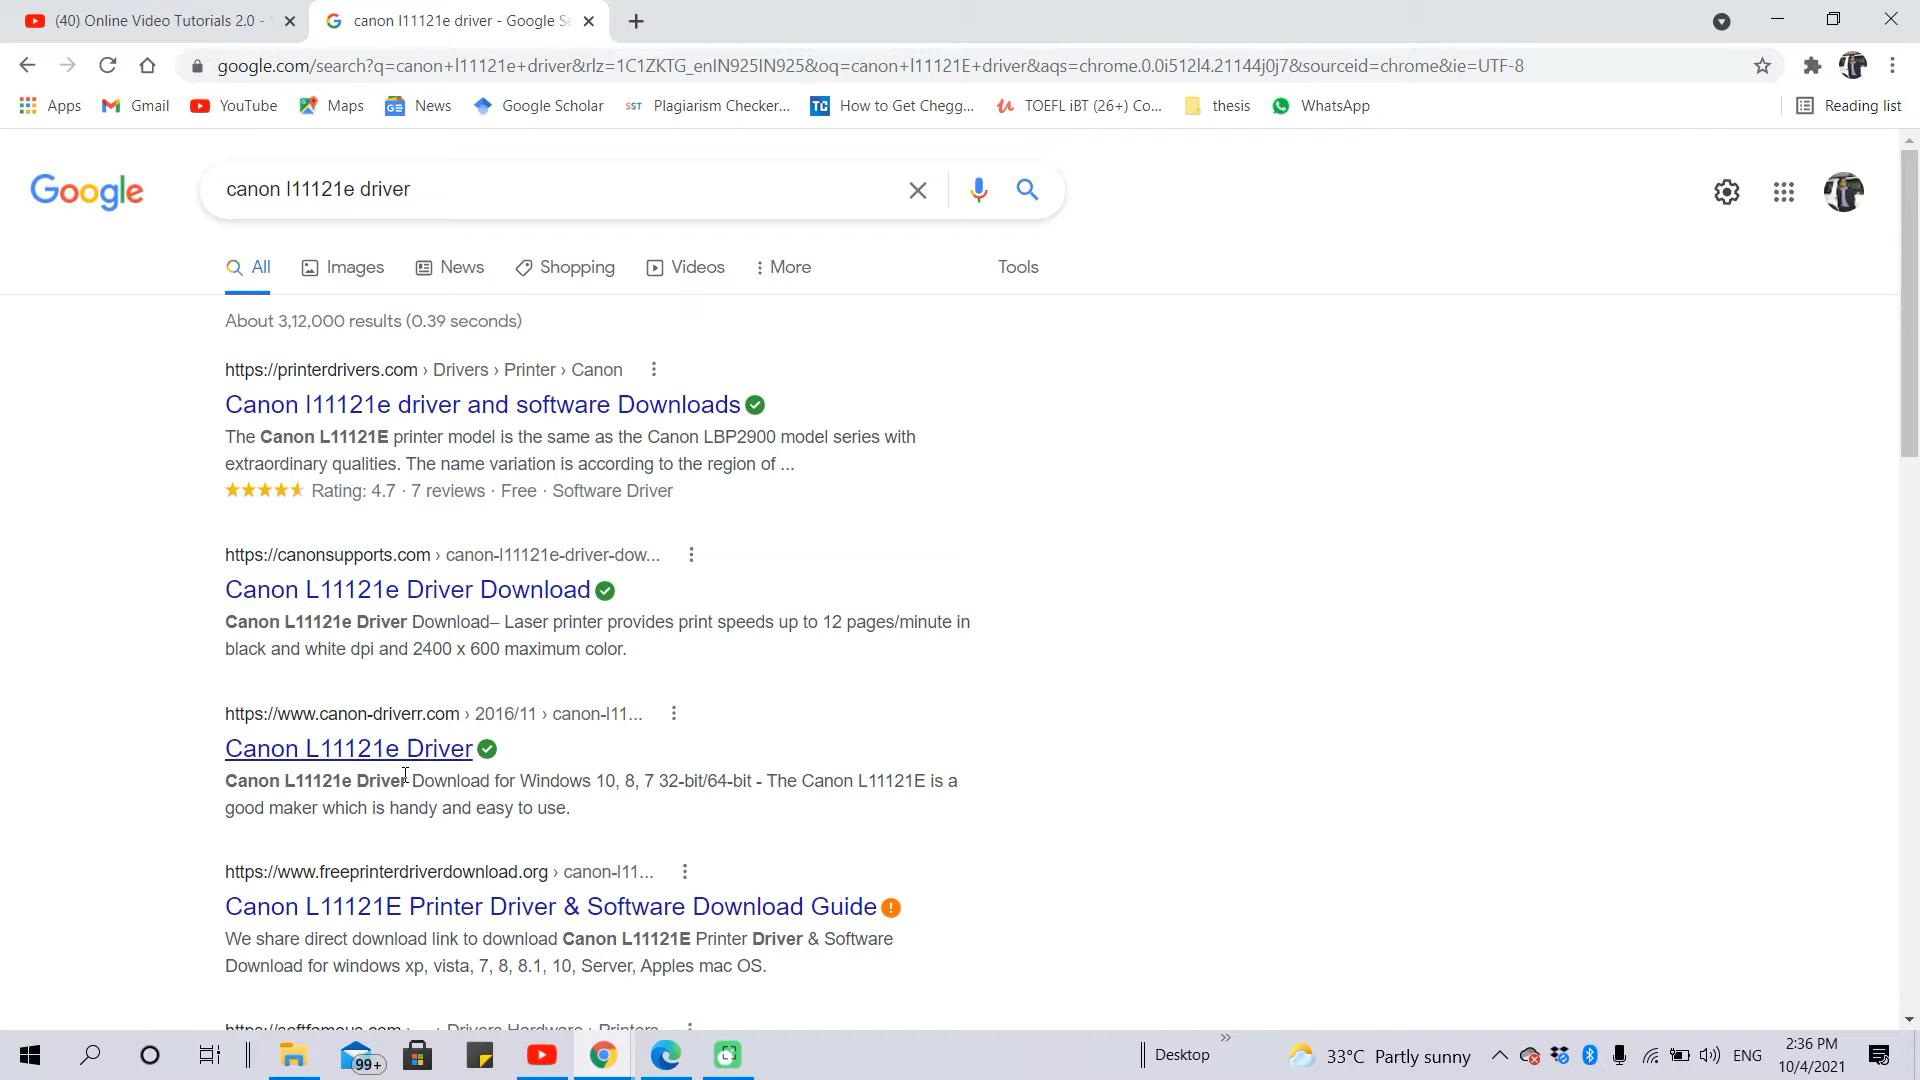 (40) Online Video Tutorials 2.0 -
canon l11121e driver - Google Se
google.com/search?q=canon+l11121e+driver&rlz=1C1ZKTG_enIN925IN925&oq=canon+l11121E+driver&aqs=chrome.0.0i512l4.21144j0j7&sourceid=chrome&ie=UTF-8
Apps Gmail YouTube Maps News Google Scholar SST Plagiarism Checker... TC How to Get Chegg... TOEFL iBT (26+) Co... thesis WhatsApp Reading list
Google
canon l11121e driver
All Images News Shopping Videos More Tools
About 3,12,000 results (0.39 seconds)
https://printerdrivers.com › Drivers › Printer › Canon
Canon l11121e driver and software Downloads
The Canon L11121E printer model is the same as the Canon LBP2900 model series with
extraordinary qualities. The name variation is according to the region of ...
Rating: 4.7 · 7 reviews · Free · Software Driver
https://canonsupports.com › canon-l11121e-driver-dow...
Canon L11121e Driver Download
Canon L11121e Driver Download– Laser printer provides print speeds up to 12 pages/minute in
black and white dpi and 2400 x 600 maximum color.
https://www.canon-driverr.com › 2016/11 › canon-l11...
Canon L11121e Driver
Canon L11121e Driver Download for Windows 10, 8, 7 32-bit/64-bit - The Canon L11121E is a
good maker which is handy and easy to use.
https://www.freeprinterdriverdownload.org › canon-l11...
Canon L11121E Printer Driver & Software Download Guide
We share direct download link to download Canon L11121E Printer Driver & Software
Download for windows xp, vista, 7, 8, 8.1, 10, Server, Apples mac OS.
https://softfamous.com › ... › Drivers Hardware › Printers
99+
Desktop
33°C Partly sunny
ENG
2:36 PM
10/4/2021